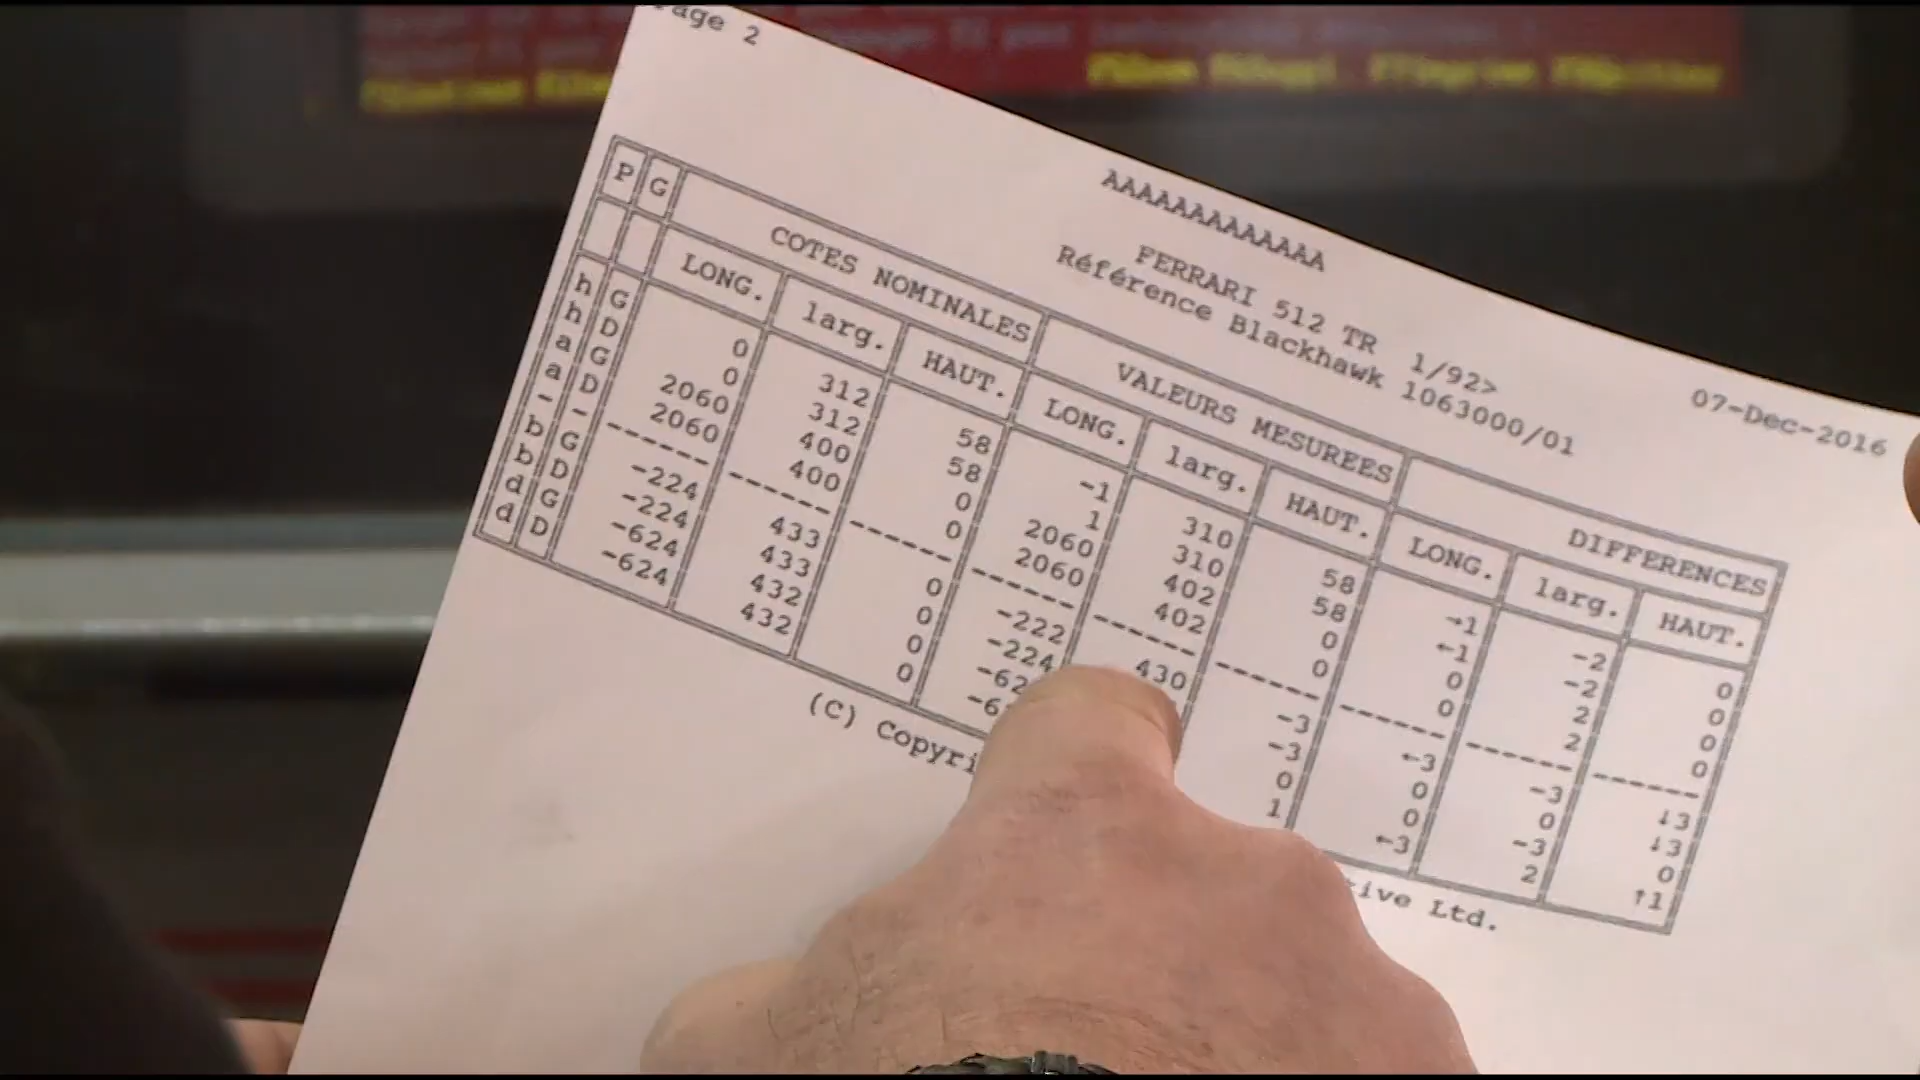 Page 2
AAAAAAAAAAAAA
FERRARI 512 TR 1/92>
Référence Blackhawk 1063000/01
07-Dec-2016
P G COTES NOMINALES VALEURS MESUREES DIFFERENCES
LONG. larg. HAUT. LONG. larg. HAUT. LONG. larg. HAUT.
h G 0 312 58 -1 310 58 →1 -2 0
h D 0 312 58 1 310 58 ←1 -2 0
a G 2060 400 0 2060 402 0 0 2 0
a D 2060 400 0 2060 402 0 0 2 0
- - ------ ------ ------ ------ ------ ------ ------ ------ ------
b G -224 433 0 -222 430 -3 ←3 -3 ↓3
b D -224 433 0 -224 -3 0 0 ↓3
d G -624 432 0 -62 0 0 -3 0
d D -624 432 0 -6 1 ←3 2 ↑1
(C) Copyri tive Ltd.